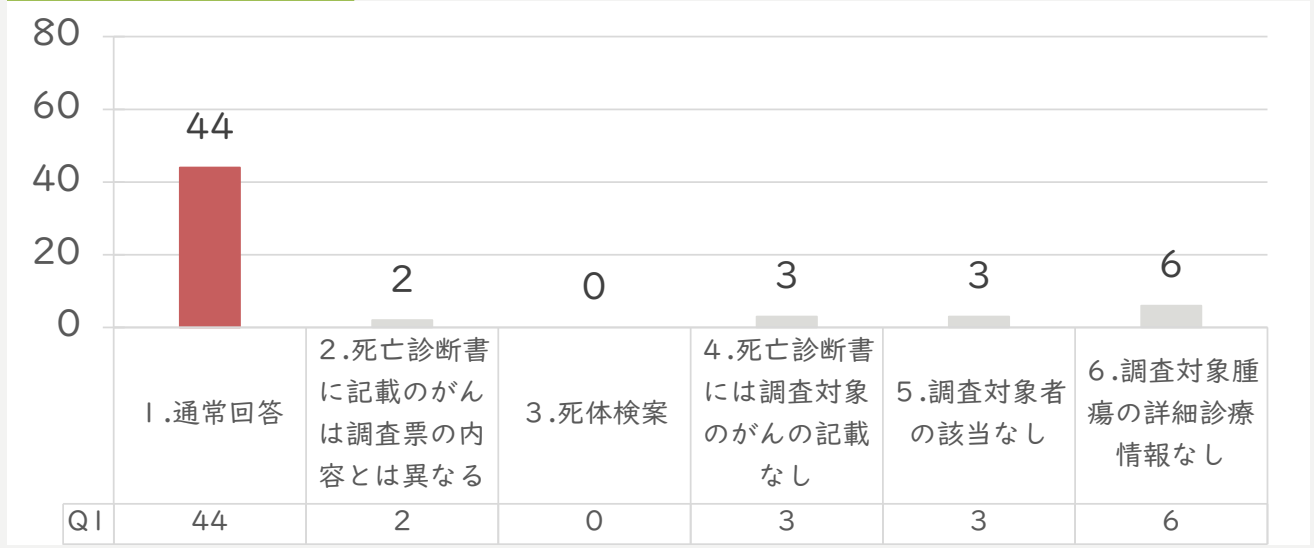 80
60
40
20
0
44
2
0
3
3
6
1.通常回答
2.死亡診断書
に記載のがん
は調査票の内
容とは異なる
3.死体検案
4.死亡診断書
には調査対象
のがんの記載
なし
5.調査対象者
の該当なし
6.調査対象腫
瘍の詳細診療
情報なし
Q1 44 2 0 3 3 6